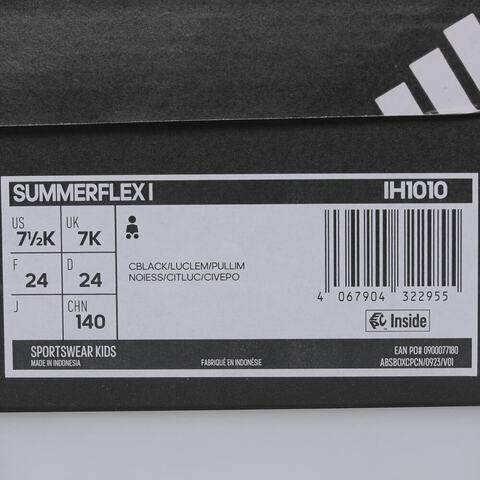 SUMMERFLEX I IH1010
US 7½K UK 7K
F 24 D 24
J CHN 140
CBLACK/LUCLEM/PULLIM
NOIESS/CITLUC/CIVEPO
4 067904 322955
Inside
SPORTSWEAR KIDS EAN PO# 0900077180
MADE IN INDONESIA FABRIQUÉ EN INDONÉSIE ABSBOXCPCN/0923/V01